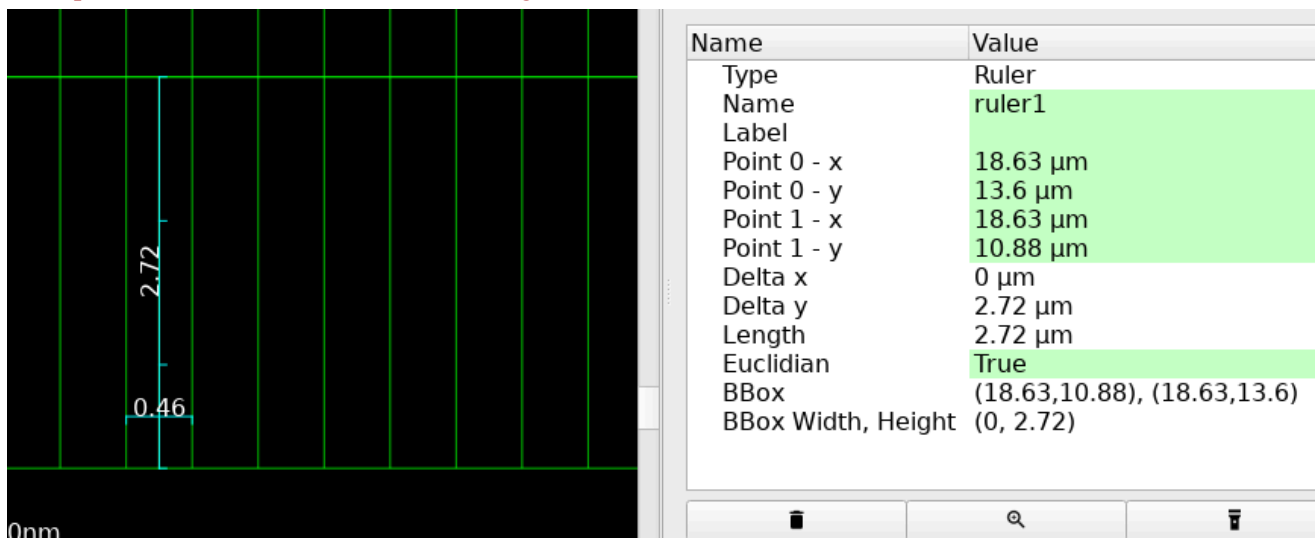 2.72
0.46
0nm
Name Value
Type Ruler
Name ruler1
Label
Point 0 - x 18.63 µm
Point 0 - y 13.6 µm
Point 1 - x 18.63 µm
Point 1 - y 10.88 µm
Delta x 0 µm
Delta y 2.72 µm
Length 2.72 µm
Euclidian True
BBox (18.63,10.88), (18.63,13.6)
BBox Width, Height (0, 2.72)